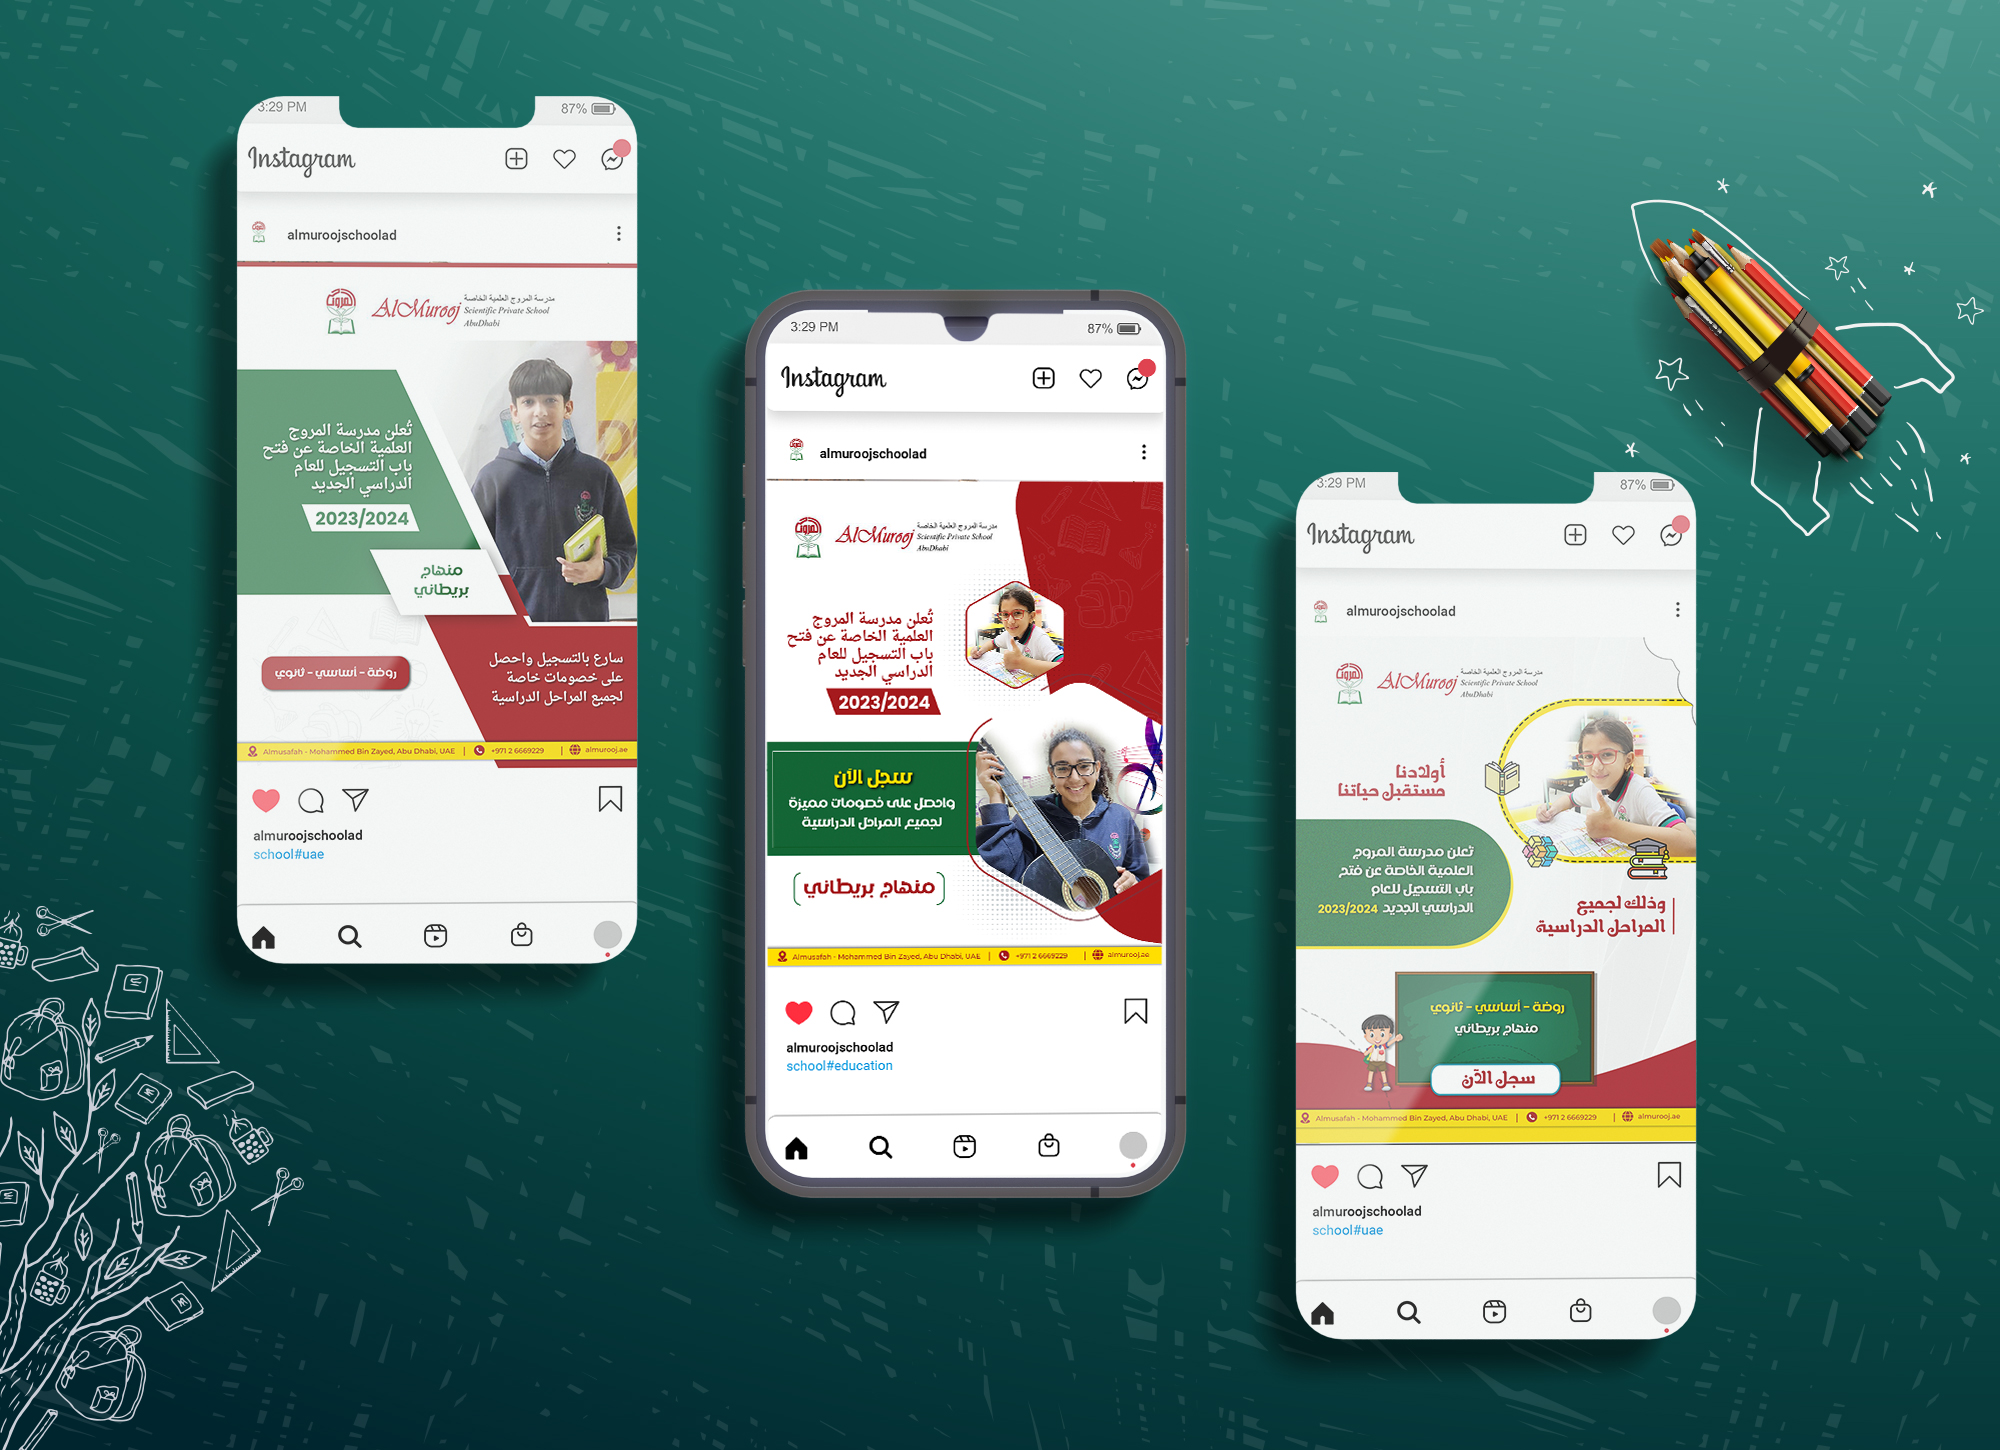 3:29 PM
87%
Instagram
almuroojschoolad
المروج
AlMurooj
مدرسة المروج العلمية الخاصة
Scientific Private School
AbuDhabi
تُعلن مدرسة المروج
العلمية الخاصة عن فتح
باب التسجيل للعام
الدراسي الجديد
2023/2024
منهاج
بريطاني
سارع بالتسجيل واحصل
على خصومات خاصة
لجميع المراحل الدراسية
روضة - أساسي - ثانوي
Almusafah - Mohammed Bin Zayed, Abu Dhabi, UAE | +971 2 6669229 | almurooj.ae
almuroojschoolad
school#uae
3:29 PM
87%
Instagram
almuroojschoolad
المروج
AlMurooj
مدرسة المروج العلمية الخاصة
Scientific Private School
AbuDhabi
تُعلن مدرسة المروج
العلمية الخاصة عن فتح
باب التسجيل للعام
الدراسي الجديد
2023/2024
سجل الآن
واحصل على خصومات مميزة
لجميع المراحل الدراسية
منهاج بريطاني
Almusafah - Mohammed Bin Zayed, Abu Dhabi, UAE | +971 2 6669229 | almurooj.ae
almuroojschoolad
school#education
3:29 PM
87%
Instagram
almuroojschoolad
المروج
AlMurooj
مدرسة المروج العلمية الخاصة
Scientific Private School
AbuDhabi
أولادنا
مستقبل حياتنا
تُعلن مدرسة المروج
العلمية الخاصة عن فتح
باب التسجيل للعام
الدراسي الجديد 2023/2024
وذلك لجميع
المراحل الدراسية
روضة - أساسي - ثانوي
منهاج بريطاني
سجل الآن
Almusafah - Mohammed Bin Zayed, Abu Dhabi, UAE | +971 2 6669229 | almurooj.ae
almuroojschoolad
school#uae